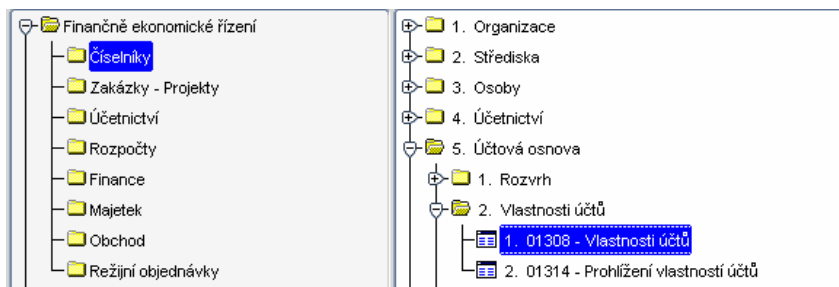 Finančně ekonomické řízení
Číselníky
Zakázky - Projekty
Účetnictví
Rozpočty
Finance
Majetek
Obchod
Režijní objednávky
1. Organizace
2. Střediska
3. Osoby
4. Účetnictví
5. Účtová osnova
1. Rozvrh
2. Vlastnosti účtů
1. 01308 - Vlastnosti účtů
2. 01314 - Prohlížení vlastností účtů